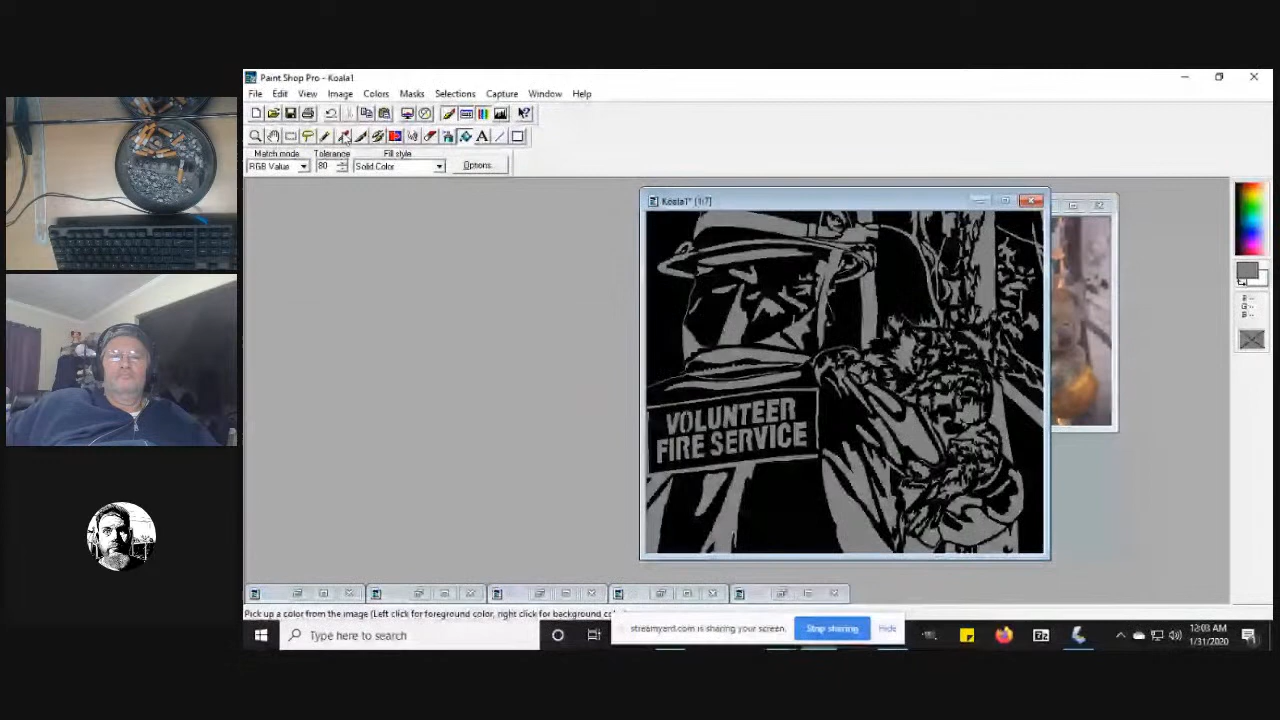 Paint Shop Pro - Koala1
File Edit View Image Colors Masks Selections Capture Window Help
Match mode Tolerance Fill style
RGB Value 80 Solid Color Options
Koala1* [1:7]
VOLUNTEER
FIRE SERVICE
Pick up a color from the image (Left click for foreground color, right click for background
Type here to search
streamyard.com is sharing your screen. Stop sharing Hide
12:03 AM
1/31/2020